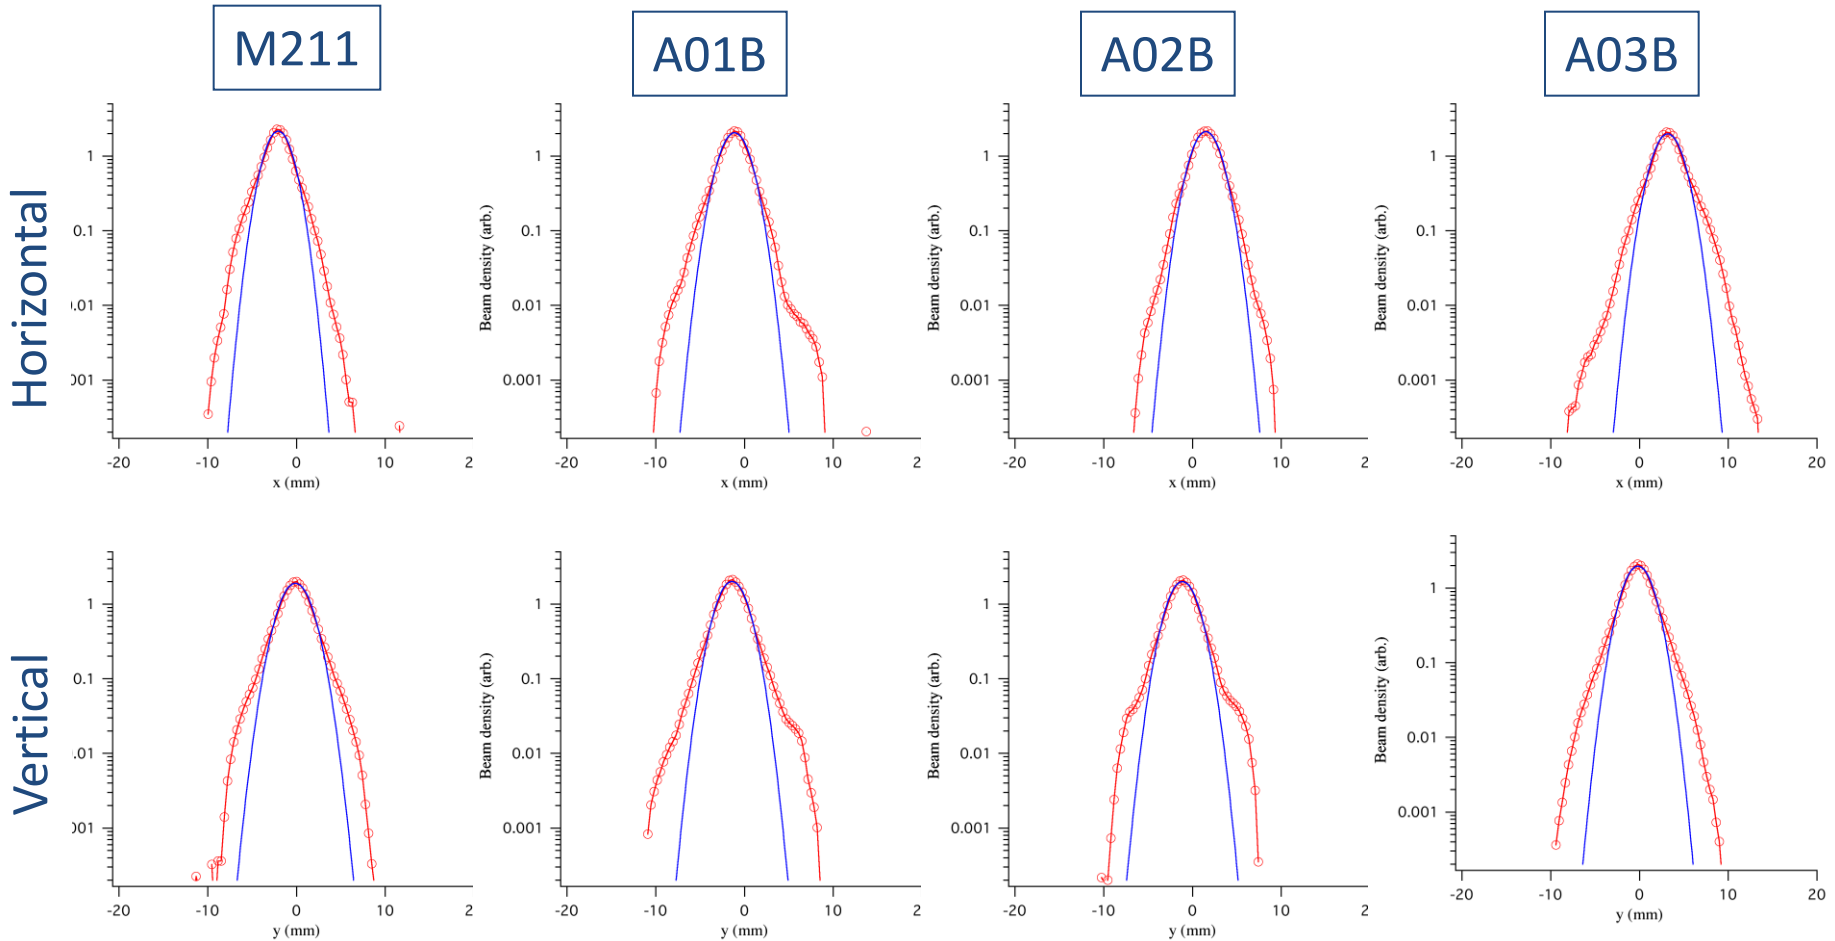 M211 A01B A02B A03B
Horizontal
1
0.1
.01
001
-20 -10 0 10 2
x (mm)
Beam density (arb.)
1
0.1
0.01
0.001
-20 -10 0 10 2
x (mm)
Beam density (arb.)
1
0.1
0.01
0.001
-20 -10 0 10 2
x (mm)
Beam density (arb.)
1
0.1
0.01
0.001
-20 -10 0 10 20
x (mm)
Vertical
1
0.1
.01
001
-20 -10 0 10 2
y (mm)
Beam density (arb.)
1
0.1
0.01
0.001
-20 -10 0 10 2
y (mm)
Beam density (arb.)
1
0.1
0.01
0.001
-20 -10 0 10 2
y (mm)
Beam density (arb.)
1
0.1
0.01
0.001
-20 -10 0 10 20
y (mm)